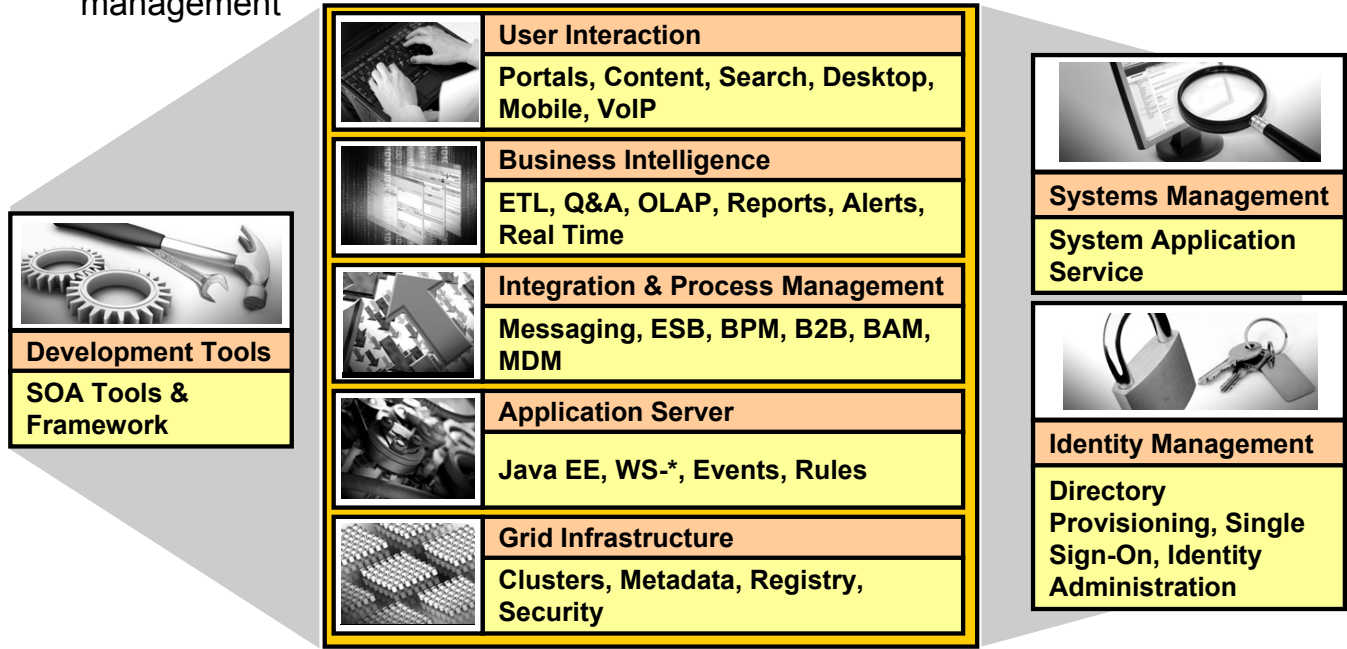 management
User Interaction
Portals, Content, Search, Desktop,
Mobile, VoIP
Business Intelligence
ETL, Q&A, OLAP, Reports, Alerts,
Real Time
Integration & Process Management
Messaging, ESB, BPM, B2B, BAM,
MDM
Application Server
Java EE, WS-*, Events, Rules
Grid Infrastructure
Clusters, Metadata, Registry,
Security
Development Tools
SOA Tools &
Framework
Systems Management
System Application
Service
Identity Management
Directory
Provisioning, Single
Sign-On, Identity
Administration